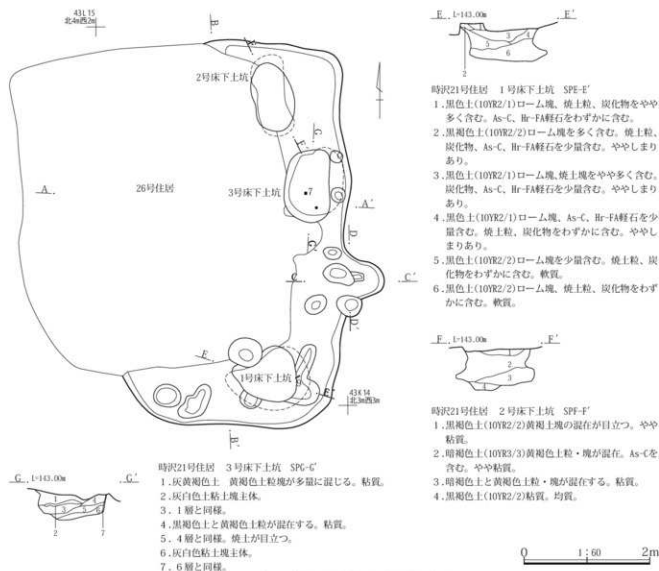 43L15
北4m西2m
B
2号床下土坑
G
F
3号床下土坑
7
A
26号住居
A'
D
G'
C
C'
D'
E
1号床下土坑
E'
9
43K14
北3m西3m
B'
E L=143.00m E'
3 4
5
6
2
時沢21号住居 1号床下土坑 SPE-E'
1.黒色土(10YR2/1)ローム塊、焼土粒、炭化物をやや
多く含む。As-C、Hr-FA軽石をわずかに含む。
2.黒褐色土(10YR2/2)ローム塊を多く含む。焼土粒、
炭化物、As-C、Hr-FA軽石を少量含む。ややしまり
あり。
3.黒色土(10YR2/1)ローム塊、焼土塊をやや多く含む。
炭化物、As-C、Hr-FA軽石を少量含む。ややしまり
あり。
4.黒色土(10YR2/1)ローム塊、As-C、Hr-FA軽石を少
量含む。焼土粒、炭化物をわずかに含む。ややし
まりあり。
5.黒色土(10YR2/2)ローム塊を少量含む。焼土粒、炭
化物をわずかに含む。軟質。
6.黒色土(10YR2/2)ローム塊、焼土粒、炭化物をわず
かに含む。軟質。
F L=143.00m F'
2
3
4
時沢21号住居 2号床下土坑 SPF-F'
1.黒褐色土(10YR2/2)黄褐土塊の混在が目立つ。やや
粘質。
2.暗褐色土(10YR3/3)黄褐色土粒・塊が混在。As-Cを
含む。やや粘質。
3.暗褐色土と黄褐色土粒・塊が混在する。粘質。
4.黒褐色土(10YR2/2)粘質。均質。
G L=143.00m G'
1 4
3 5 6
2 7
時沢21号住居 3号床下土坑 SPG-G'
1.灰黄褐色土 黄褐色土粒塊が多量に混じる。粘質。
2.灰白色土粘土塊主体。
3.1層と同様。
4.黒褐色土と黄褐色土粒が混在する。粘質。
5.4層と同様。焼土が目立つ。
6.灰白色粘土塊主体。
7.6層と同様。
0 1:60 2m